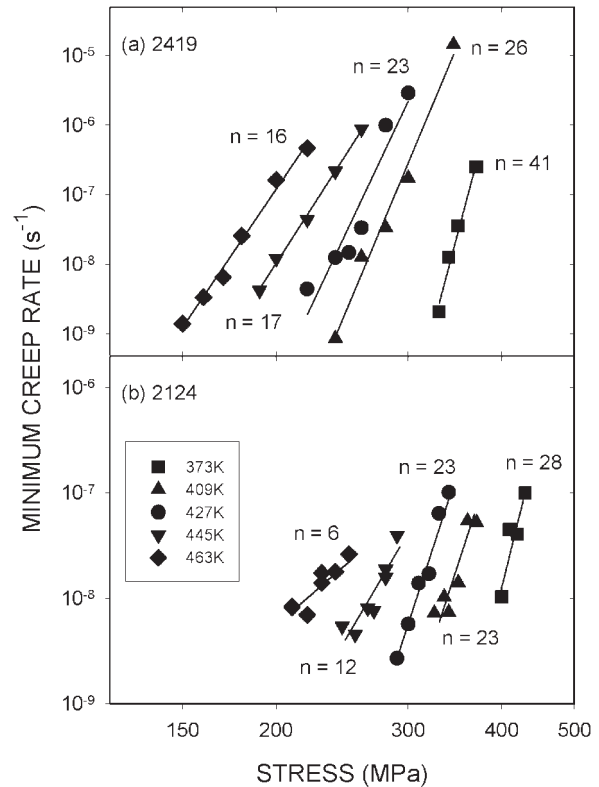 (a) 2419
n = 26
n = 23
n = 16
n = 41
n = 17
10⁻⁵
10⁻⁶
10⁻⁷
10⁻⁸
10⁻⁹
MINIMUM CREEP RATE (s⁻¹)
(b) 2124
n = 23
n = 28
n = 6
n = 23
n = 12
373K
409K
427K
445K
463K
10⁻⁶
10⁻⁷
10⁻⁸
10⁻⁹
150 200 300 400 500
STRESS (MPa)